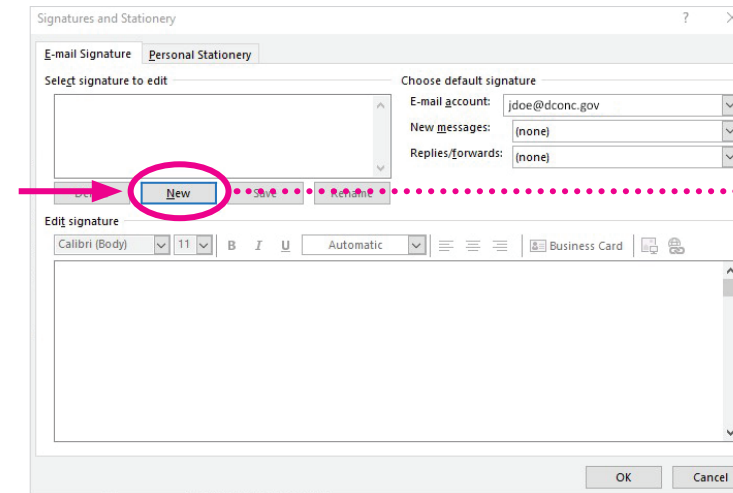 Signatures and Stationery ? ×
E-mail Signature Personal Stationery
Select signature to edit
Choose default signature
E-mail account: jdoe@dconc.gov
New messages: (none)
Replies/forwards: (none)
New Save Rename
Edit signature
Calibri (Body) 11 B I U Automatic Business Card
OK Cancel